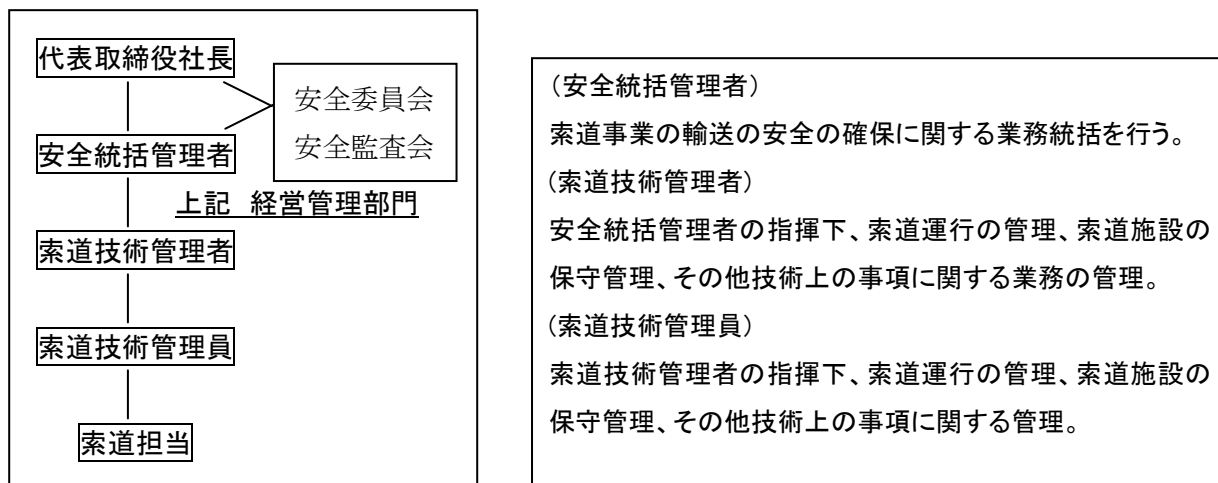 代表取締役社長
安全委員会
安全監査会
安全統括管理者
上記　経営管理部門
索道技術管理者
索道技術管理員
索道担当
（安全統括管理者）
索道事業の輸送の安全の確保に関する業務統括を行う。
（索道技術管理者）
安全統括管理者の指揮下、索道運行の管理、索道施設の
保守管理、その他技術上の事項に関する業務の管理。
（索道技術管理員）
索道技術管理者の指揮下、索道運行の管理、索道施設の
保守管理、その他技術上の事項に関する管理。